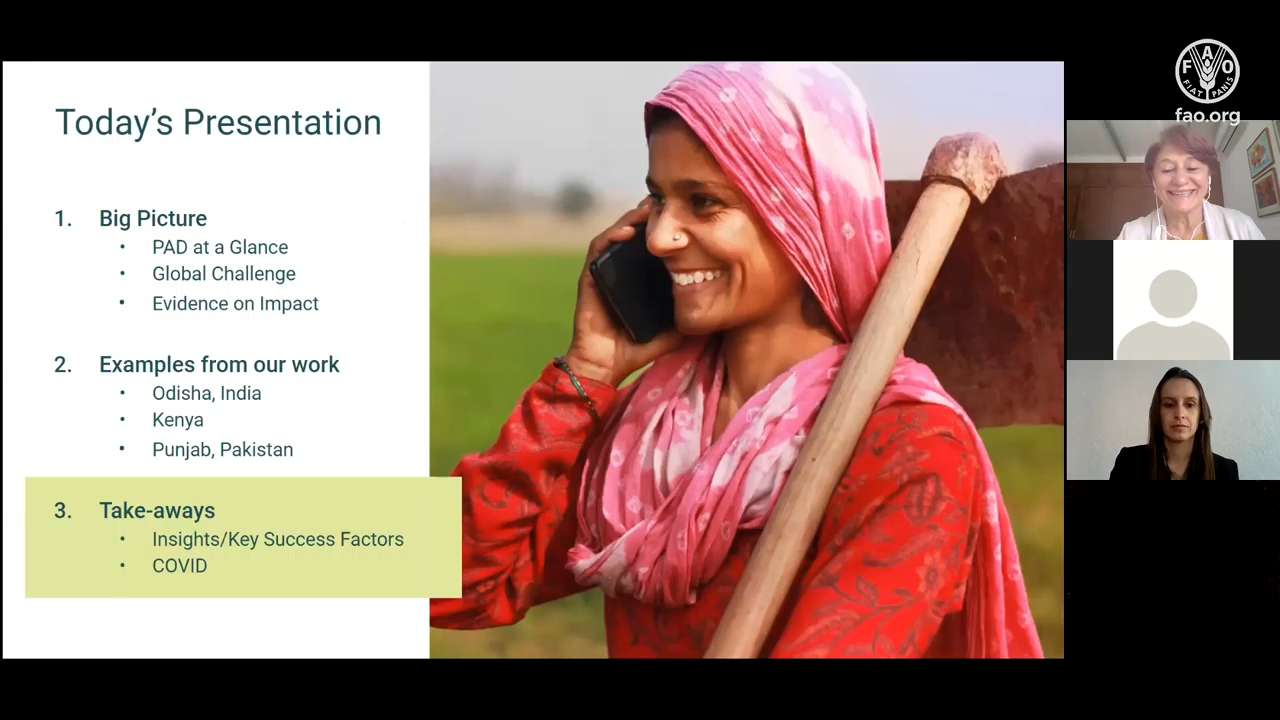 Today's Presentation
1. Big Picture
• PAD at a Glance
• Global Challenge
• Evidence on Impact
2. Examples from our work
• Odisha, India
• Kenya
• Punjab, Pakistan
3. Take-aways
• Insights/Key Success Factors
• COVID
FAO
FIAT PANIS
fao.org